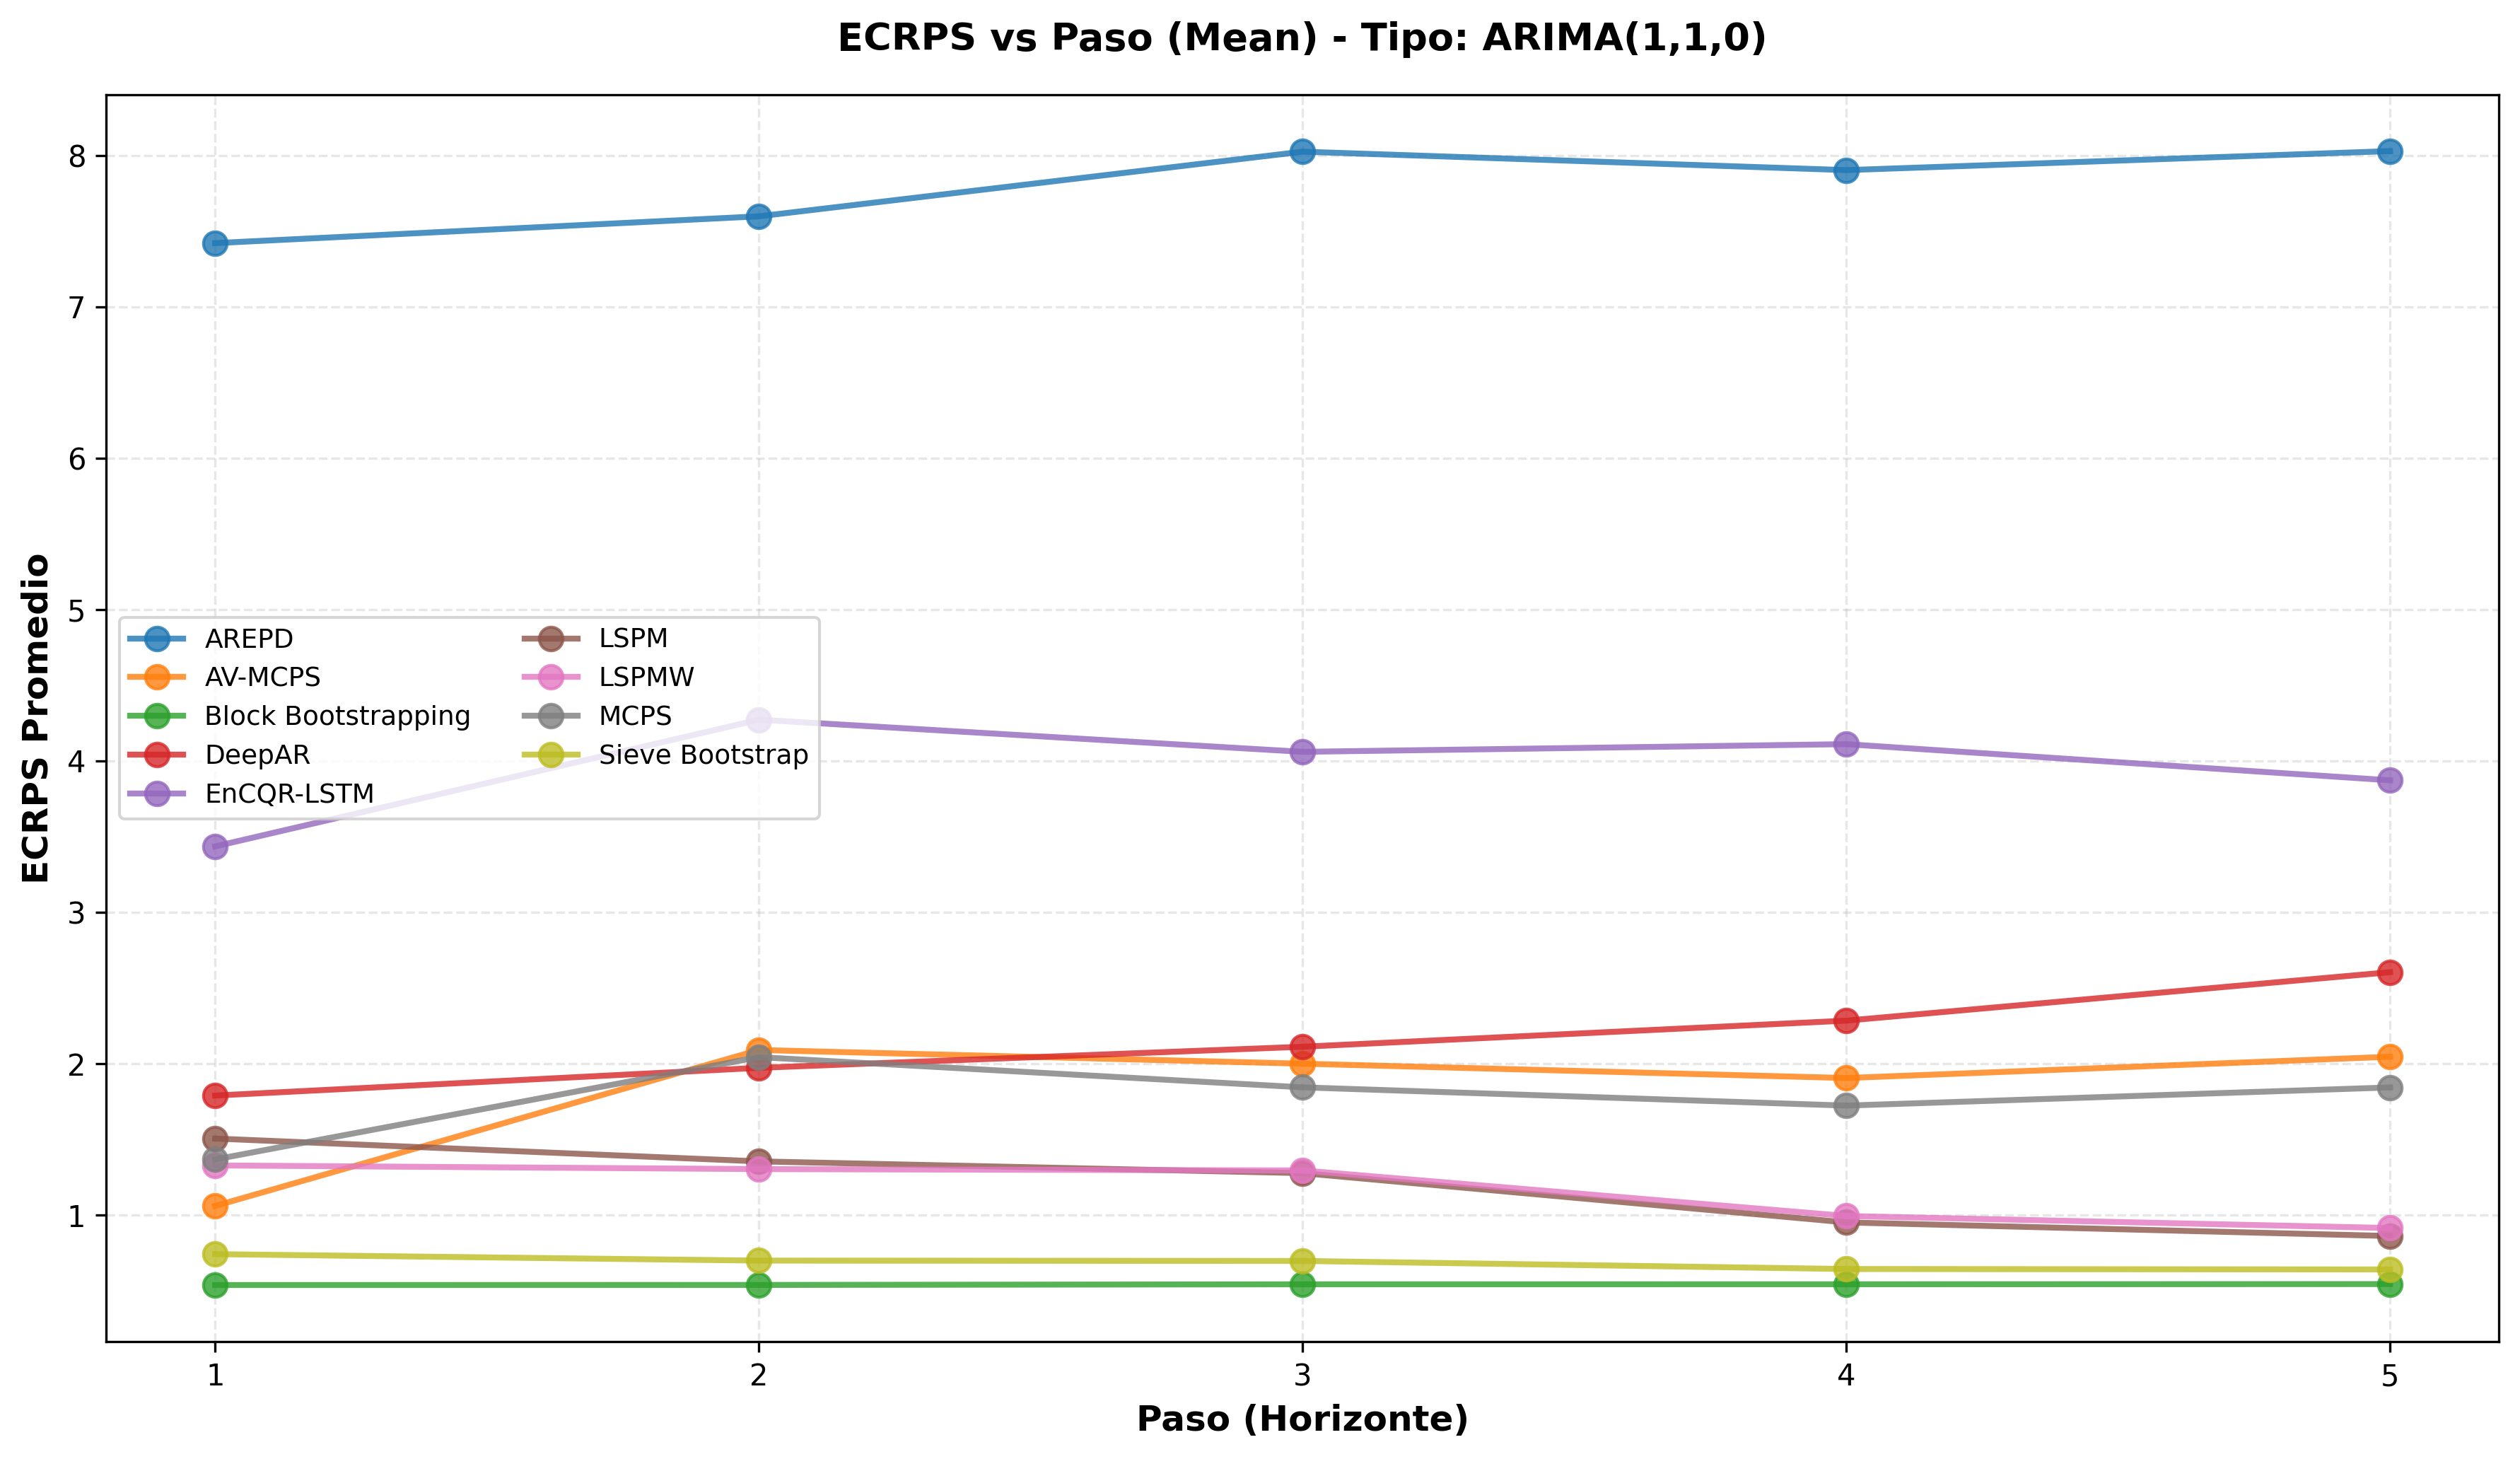 ECRPS vs Paso (Mean) - Tipo: ARIMA(1,1,0)
ECRPS Promedio
8
7
6
5
4
3
2
1
AREPD
AV-MCPS
Block Bootstrapping
DeepAR
EnCQR-LSTM
LSPM
LSPMW
MCPS
Sieve Bootstrap
1 2 3 4 5
Paso (Horizonte)